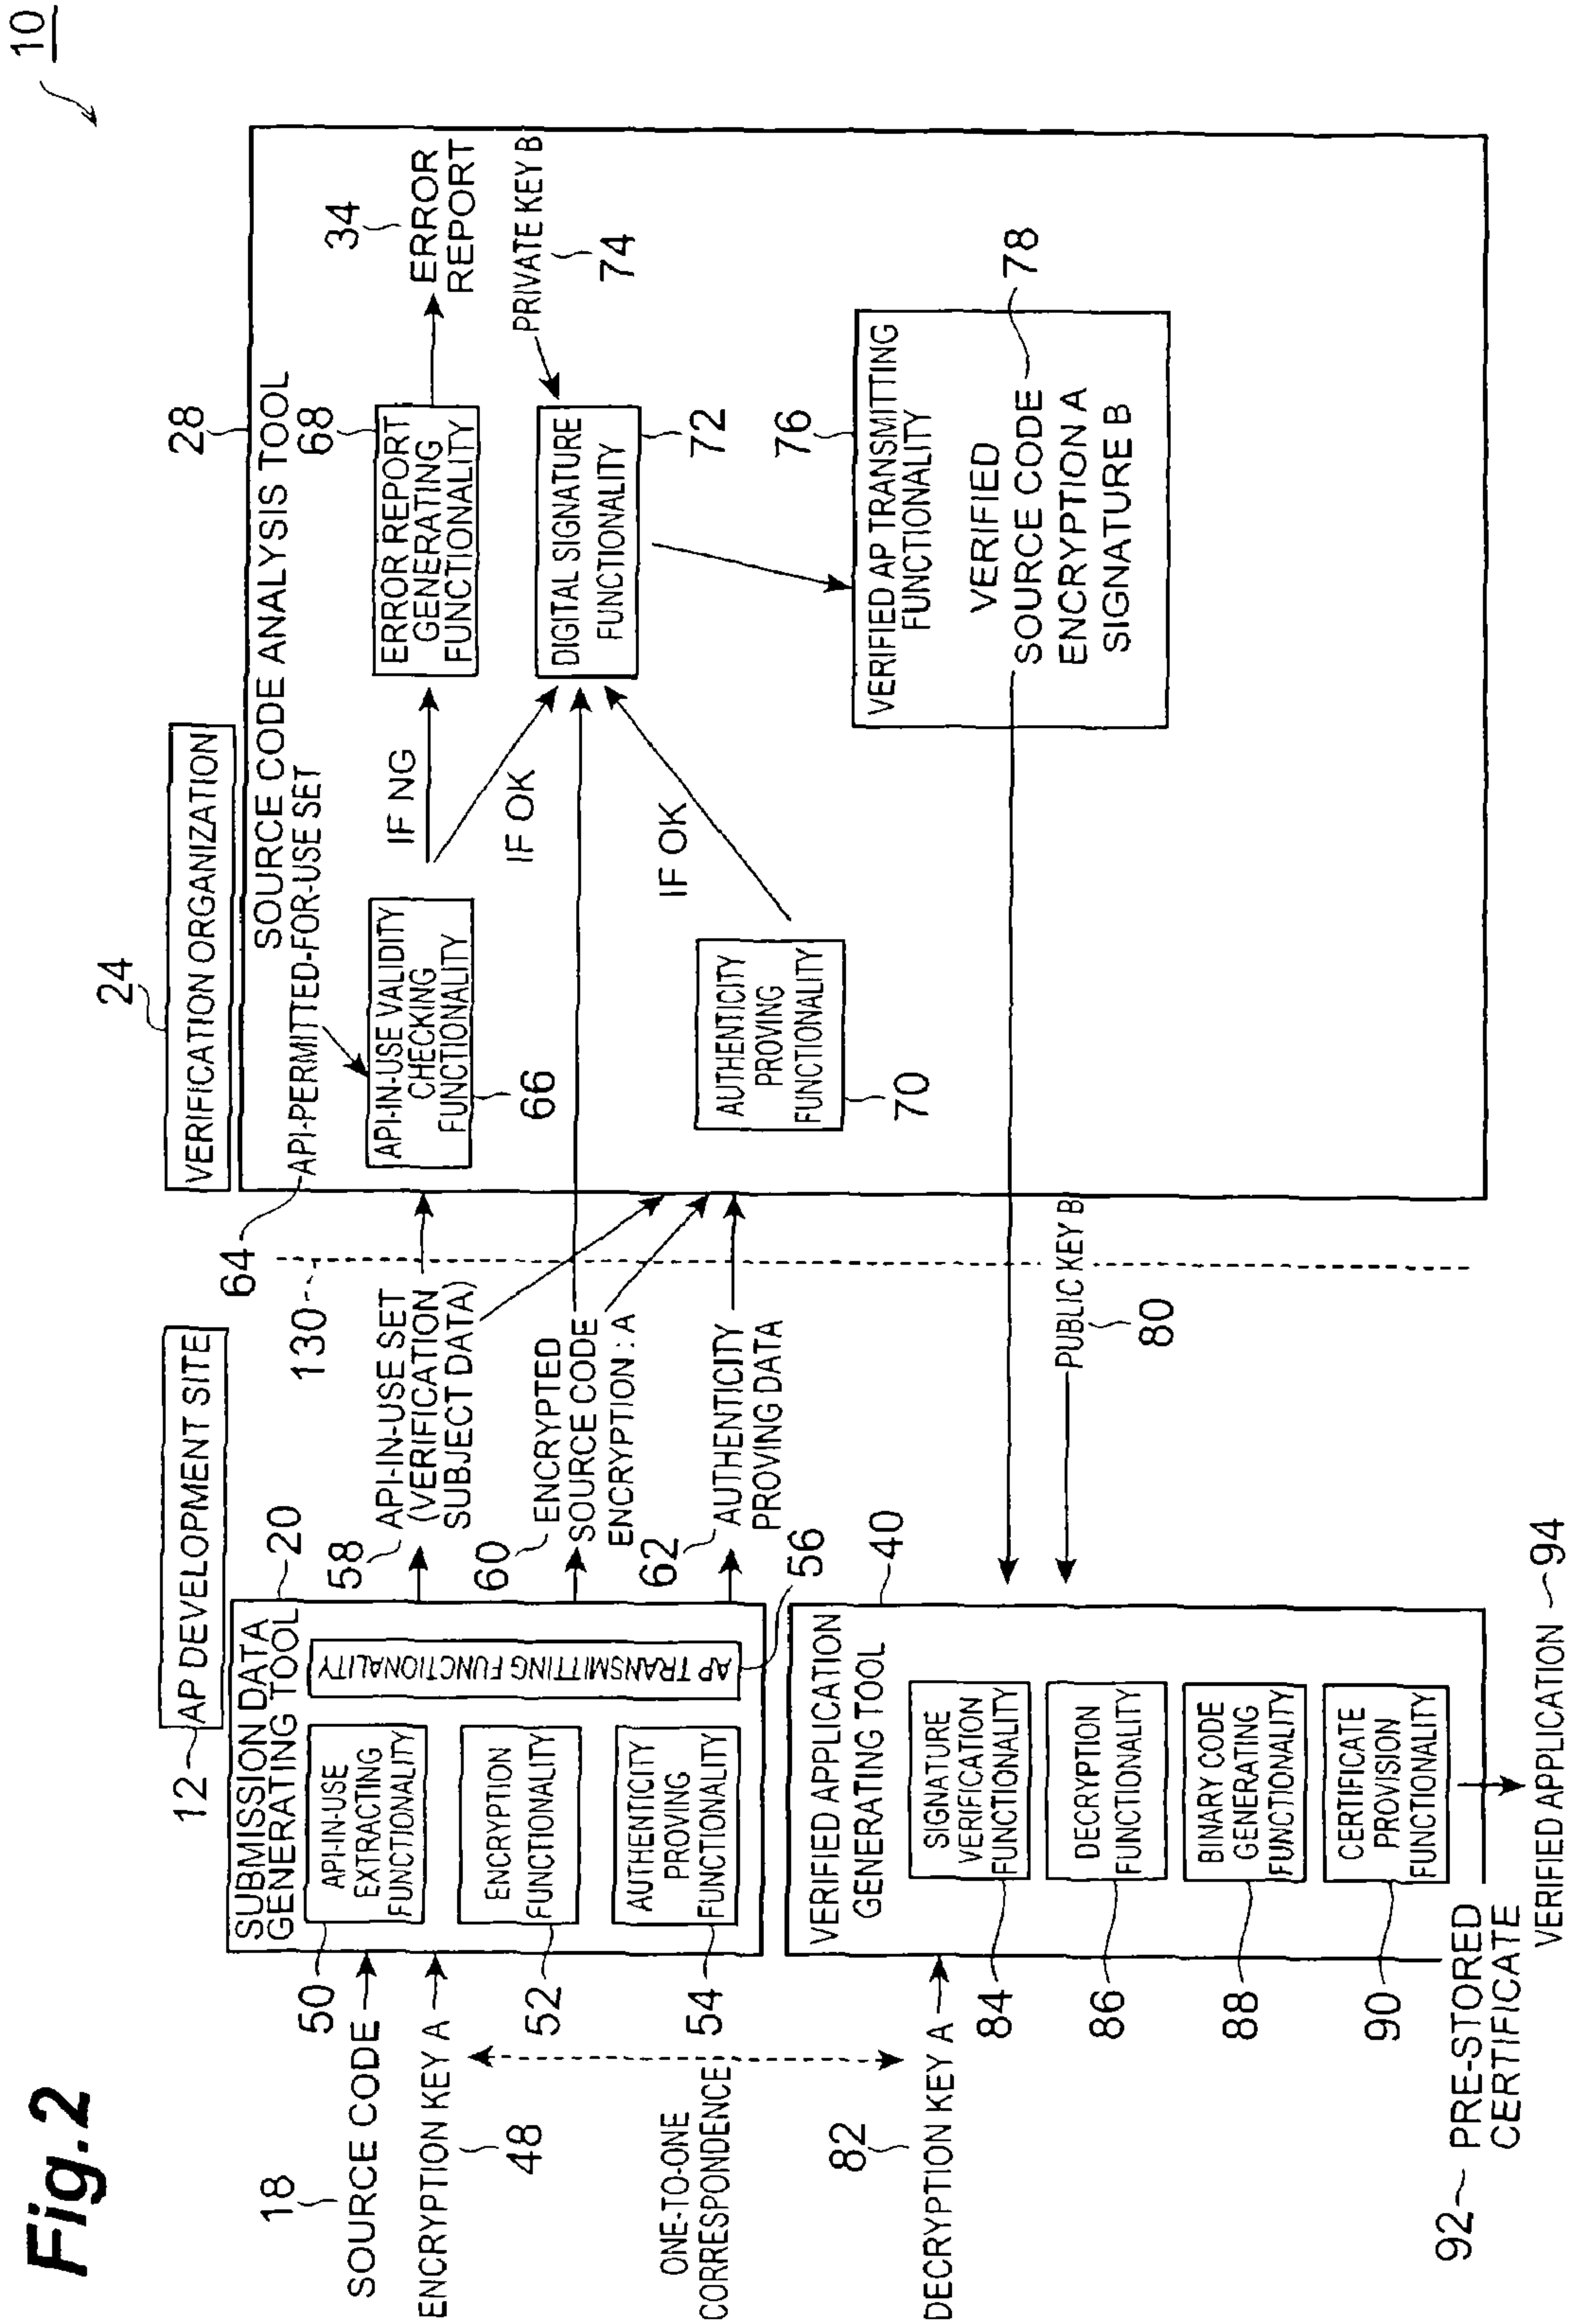 Fig.2
10
12
AP DEVELOPMENT SITE
24
VERIFICATION ORGANIZATION
18
SOURCE CODE
ENCRYPTION KEY A
48
ONE-TO-ONE
CORRESPONDENCE
82
DECRYPTION KEY A
SUBMISSION DATA
GENERATING TOOL
20
50
API-IN-USE
EXTRACTING
FUNCTIONALITY
52
ENCRYPTION
FUNCTIONALITY
54
AUTHENTICITY
PROVING
FUNCTIONALITY
AP TRANSMITTING FUNCTIONALITY
56
58
API-IN-USE SET
(VERIFICATION
SUBJECT DATA)
60
ENCRYPTED
SOURCE CODE
ENCRYPTION : A
62
AUTHENTICITY
PROVING DATA
130
VERIFIED APPLICATION
GENERATING TOOL
40
SIGNATURE
VERIFICATION
FUNCTIONALITY
84
DECRYPTION
FUNCTIONALITY
86
BINARY CODE
GENERATING
FUNCTIONALITY
88
CERTIFICATE
PROVISION
FUNCTIONALITY
90
92
PRE-STORED
CERTIFICATE
VERIFIED APPLICATION
94
PUBLIC KEY B
80
28
SOURCE CODE ANALYSIS TOOL
64
API-PERMITTED-FOR-USE SET
API-IN-USE VALIDITY
CHECKING
FUNCTIONALITY
66
IF NG
IF OK
IF OK
68
ERROR REPORT
GENERATING
FUNCTIONALITY
34
ERROR
REPORT
AUTHENTICITY
PROVING
FUNCTIONALITY
70
DIGITAL SIGNATURE
FUNCTIONALITY
72
PRIVATE KEY B
74
76
VERIFIED AP TRANSMITTING
FUNCTIONALITY
VERIFIED
SOURCE CODE
ENCRYPTION A
SIGNATURE B
78